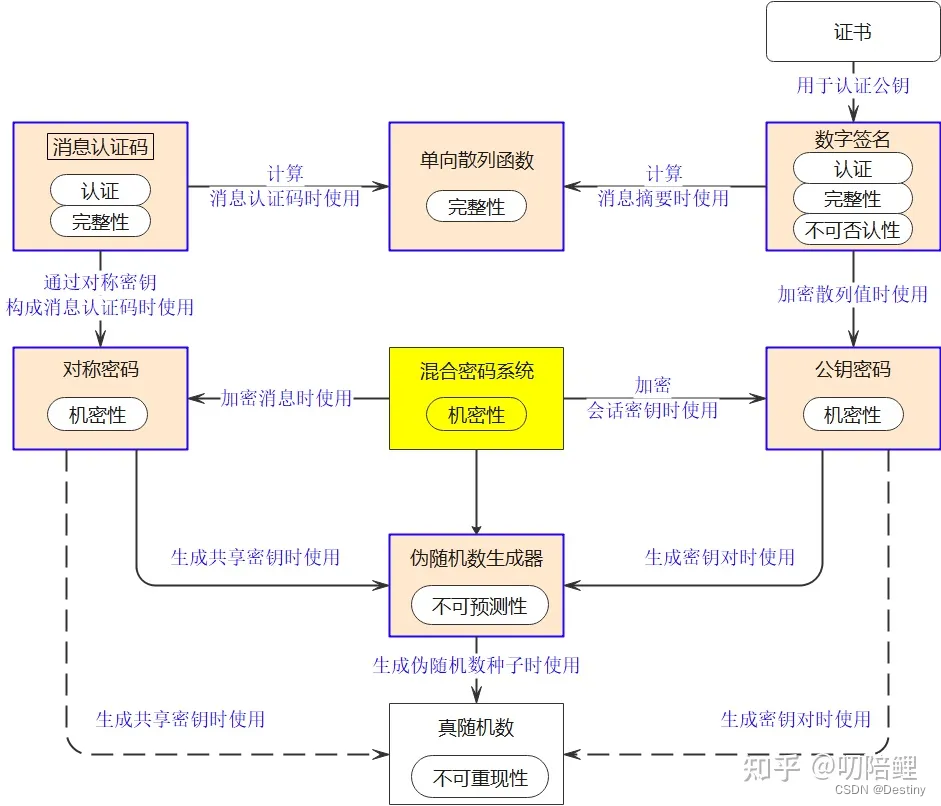 证书
用于认证公钥
消息认证码
认证
完整性
计算
消息认证码时使用
单向散列函数
完整性
计算
消息摘要时使用
数字签名
认证
完整性
不可否认性
通过对称密钥
构成消息认证码时使用
加密散列值时使用
对称密码
机密性
加密消息时使用
混合密码系统
机密性
加密
会话密钥时使用
公钥密码
机密性
生成共享密钥时使用
伪随机数生成器
不可预测性
生成密钥对时使用
生成伪随机数种子时使用
生成共享密钥时使用
真随机数
不可重现性
生成密钥对时使用
知乎 @叨陪鲤
CSDN @Destiny